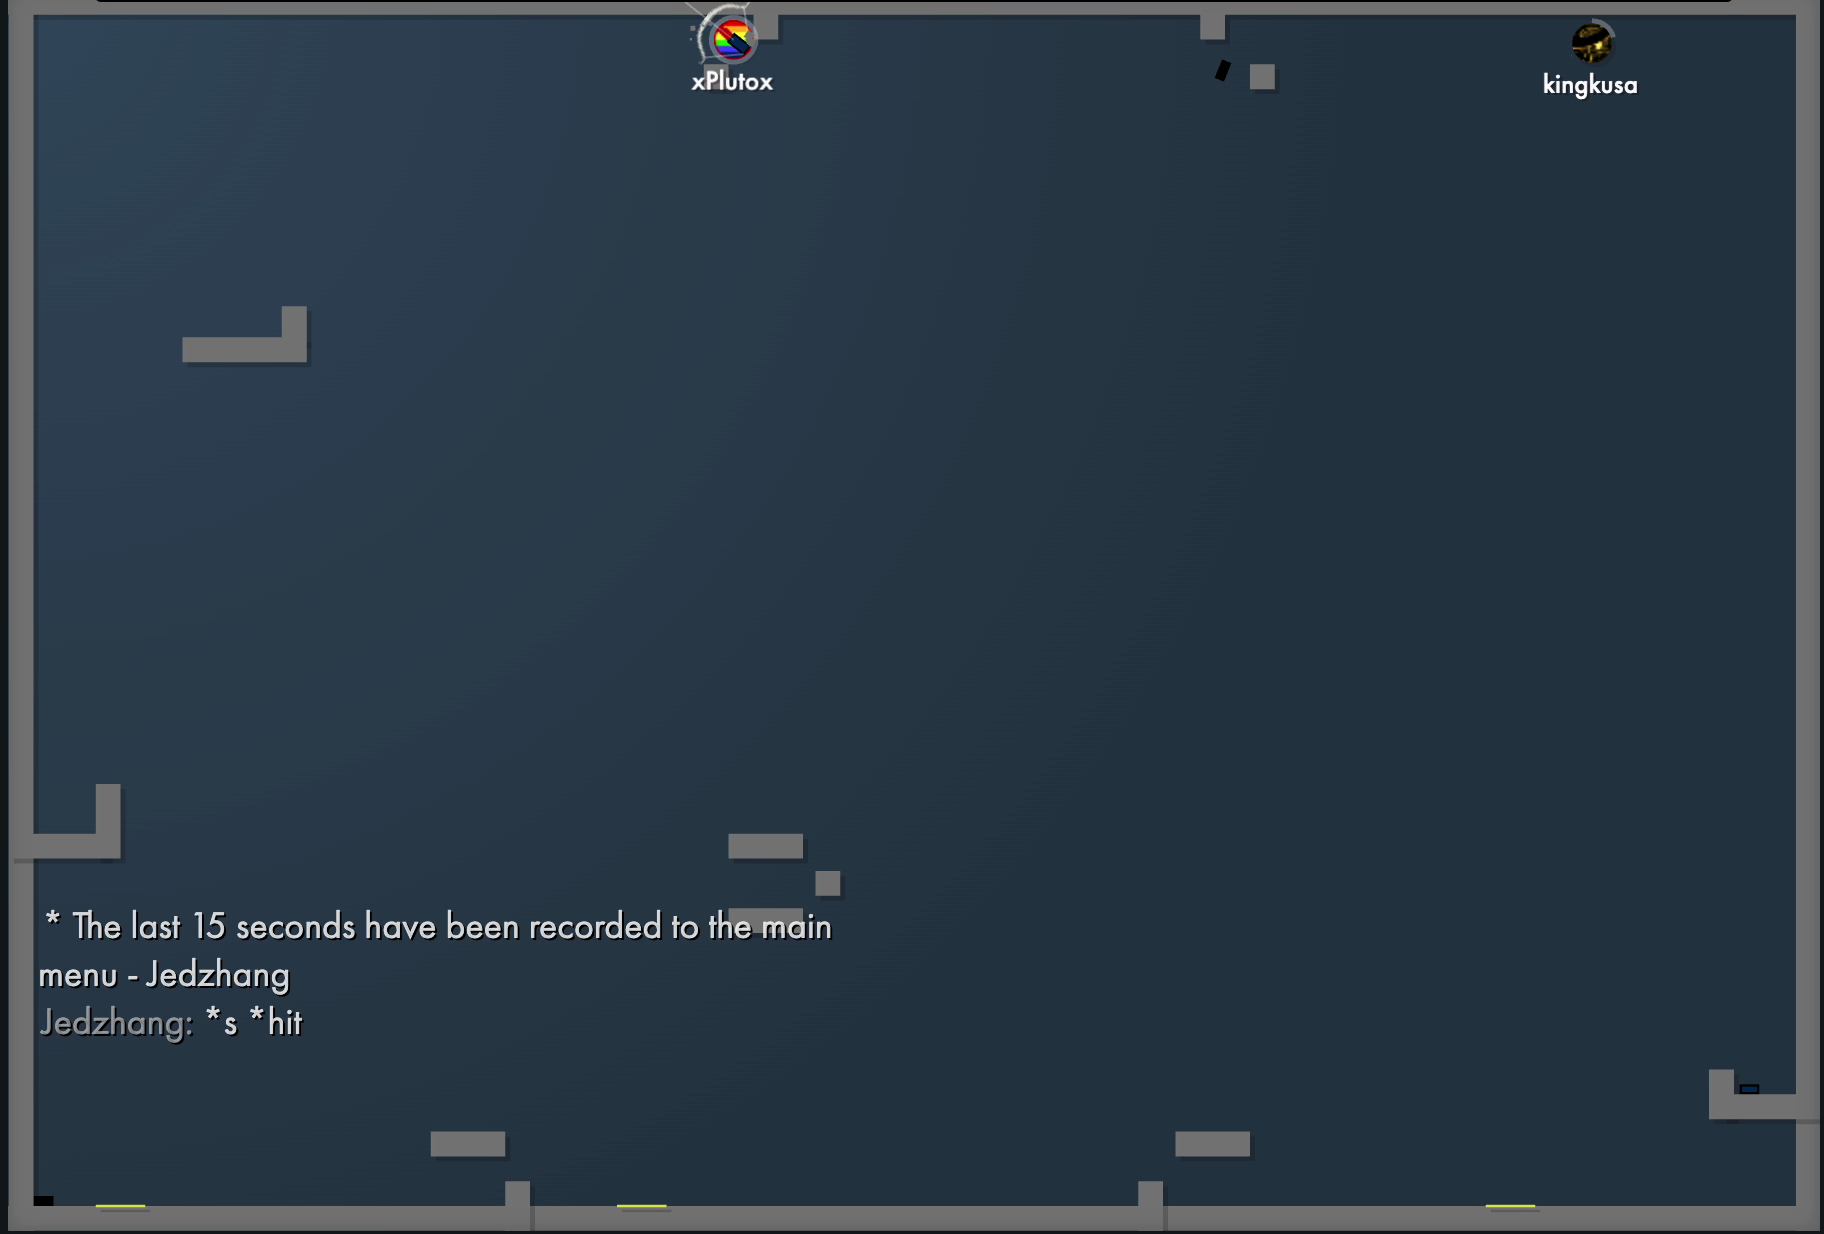 xPlutox
kingkusa
* The last 15 seconds have been recorded to the main
menu - Jedzhang
Jedzhang: *s *hit